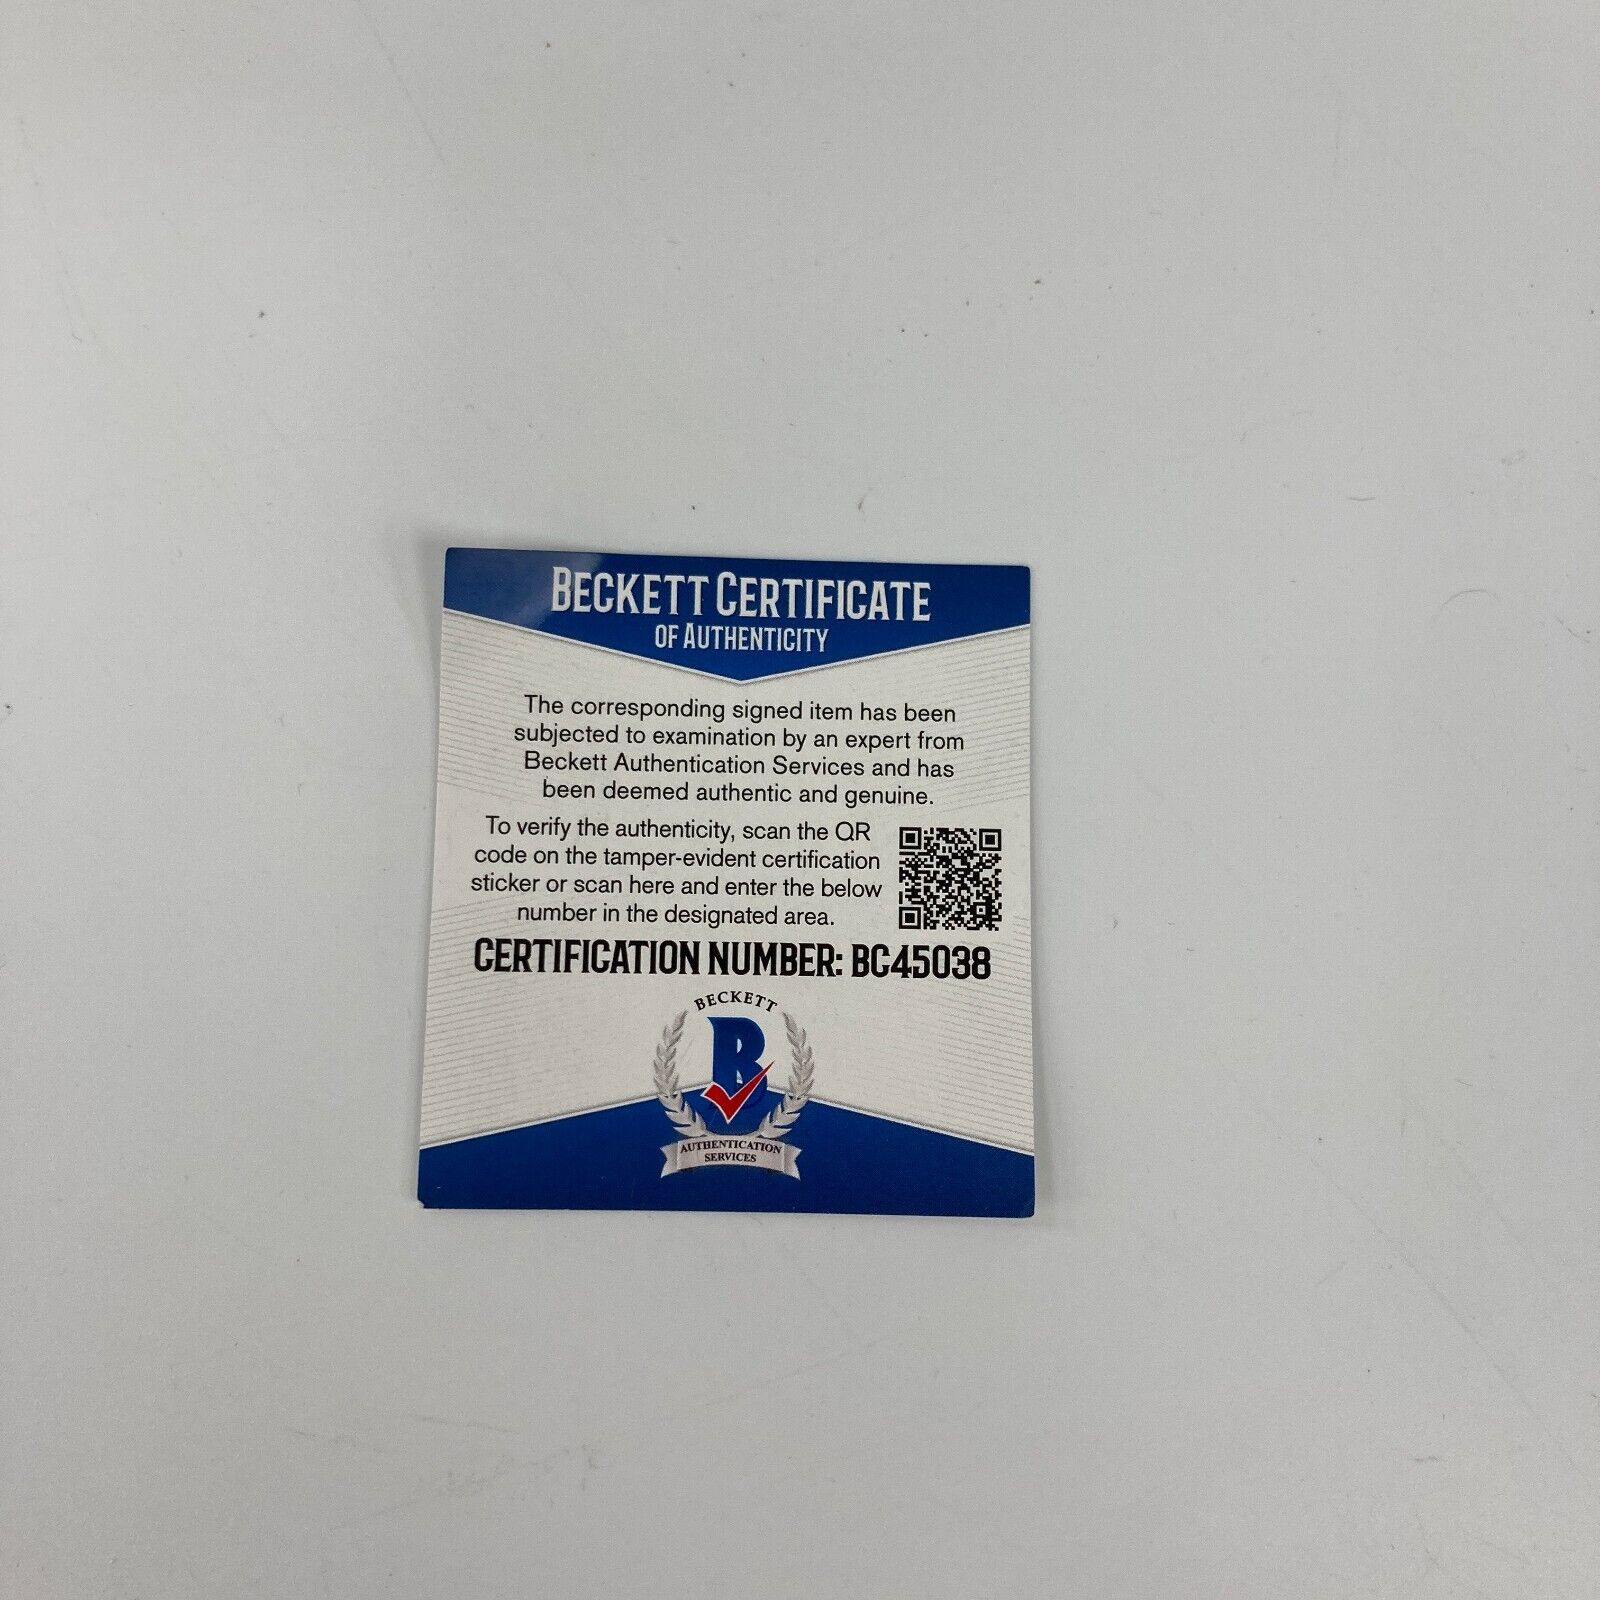 BECKETT CERTIFICATE
OF AUTHENTICITY
The corresponding signed item has been
subjected to examination by an expert from
Beckett Authentication Services and has
been deemed authentic and genuine.
To verify the authenticity, scan the QR
code on the tamper-evident certification
sticker or scan here and enter the below
number in the designated area.
CERTIFICATION NUMBER: BC45038
BECKETT
B
AUTHENTICATION
SERVICES